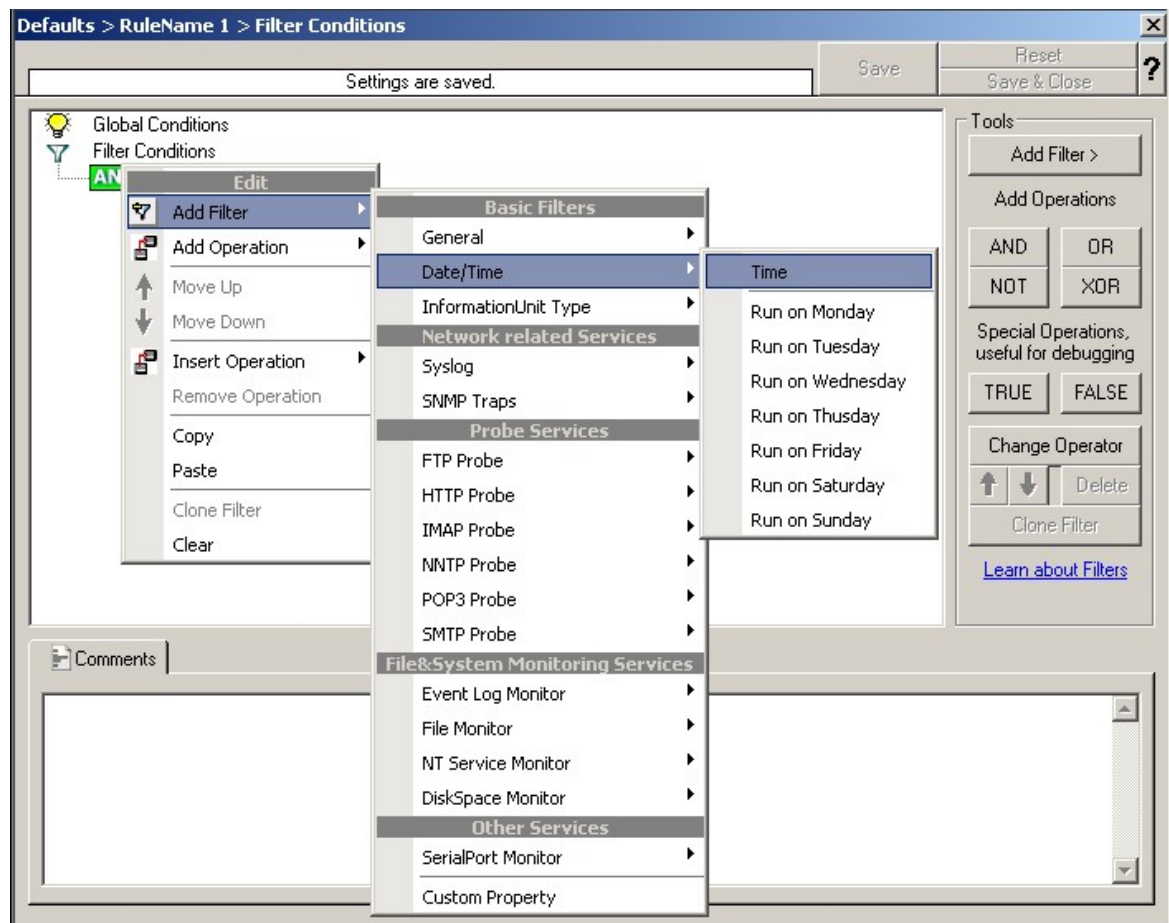 Defaults > RuleName 1 > Filter Conditions
Settings are saved.
Save
Reset
Save & Close
?
Global Conditions
Filter Conditions
AN
Edit
Add Filter
Add Operation
Move Up
Move Down
Insert Operation
Remove Operation
Copy
Paste
Clone Filter
Clear
Basic Filters
General
Date/Time
InformationUnit Type
Network related Services
Syslog
SNMP Traps
Probe Services
FTP Probe
HTTP Probe
IMAP Probe
NNTP Probe
POP3 Probe
SMTP Probe
File&System Monitoring Services
Event Log Monitor
File Monitor
NT Service Monitor
DiskSpace Monitor
Other Services
SerialPort Monitor
Custom Property
Time
Run on Monday
Run on Tuesday
Run on Wednesday
Run on Thusday
Run on Friday
Run on Saturday
Run on Sunday
Tools
Add Filter >
Add Operations
AND OR
NOT XOR
Special Operations,
useful for debugging
TRUE FALSE
Change Operator
Delete
Clone Filter
Learn about Filters
Comments